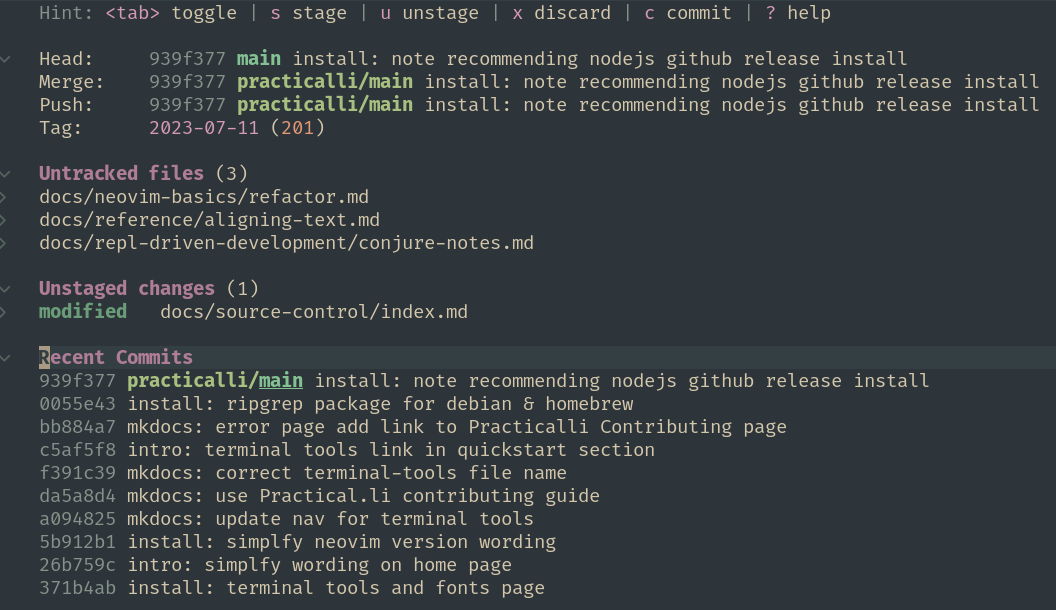 Hint: <tab> toggle | s stage | u unstage | x discard | c commit | ? help
Head: 939f377 main install: note recommending nodejs github release install
Merge: 939f377 practicalli/main install: note recommending nodejs github release install
Push: 939f377 practicalli/main install: note recommending nodejs github release install
Tag: 2023-07-11 (201)
Untracked files (3)
docs/neovim-basics/refactor.md
docs/reference/aligning-text.md
docs/repl-driven-development/conjure-notes.md
Unstaged changes (1)
modified docs/source-control/index.md
Recent Commits
939f377 practicalli/main install: note recommending nodejs github release install
0055e43 install: ripgrep package for debian & homebrew
bb884a7 mkdocs: error page add link to Practicalli Contributing page
c5af5f8 intro: terminal tools link in quickstart section
f391c39 mkdocs: correct terminal-tools file name
da5a8d4 mkdocs: use Practical.li contributing guide
a094825 mkdocs: update nav for terminal tools
5b912b1 install: simplfy neovim version wording
26b759c intro: simplfy wording on home page
371b4ab install: terminal tools and fonts page